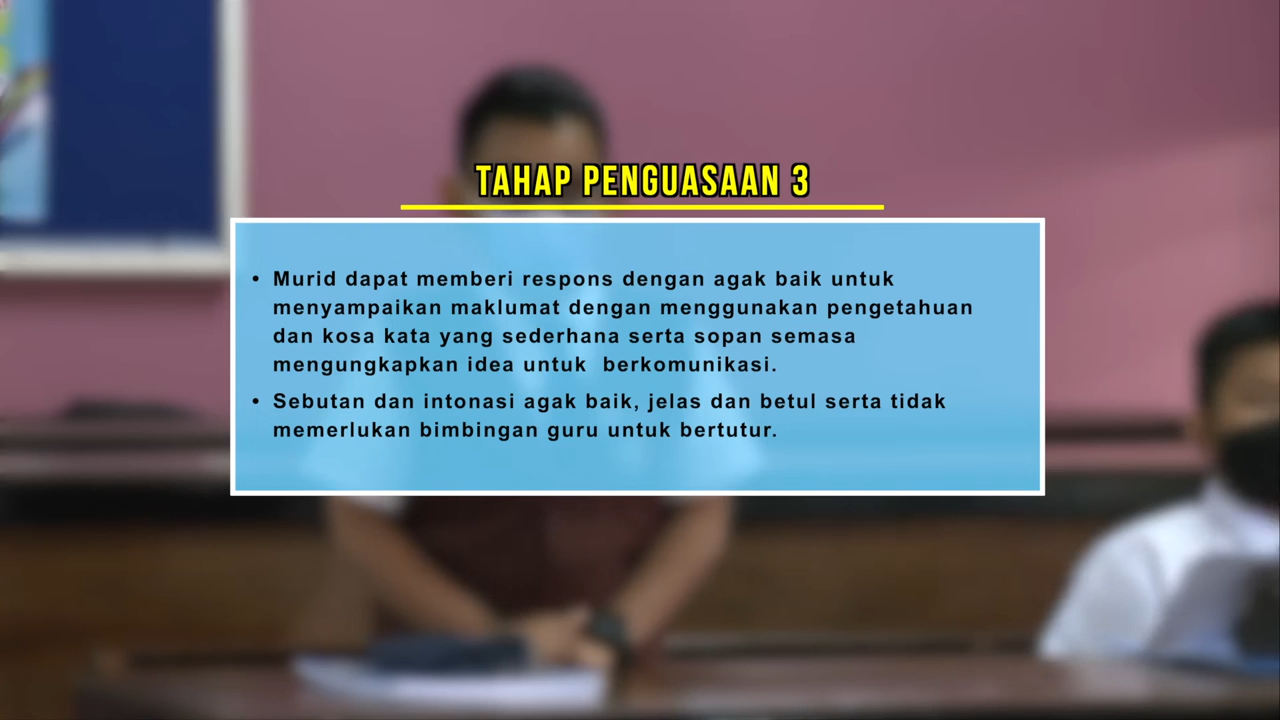 TAHAP PENGUASAAN 3
• Murid dapat memberi respons dengan agak baik untuk
menyampaikan maklumat dengan menggunakan pengetahuan
dan kosa kata yang sederhana serta sopan semasa
mengungkapkan idea untuk  berkomunikasi.
• Sebutan dan intonasi agak baik, jelas dan betul serta tidak
memerlukan bimbingan guru untuk bertutur.